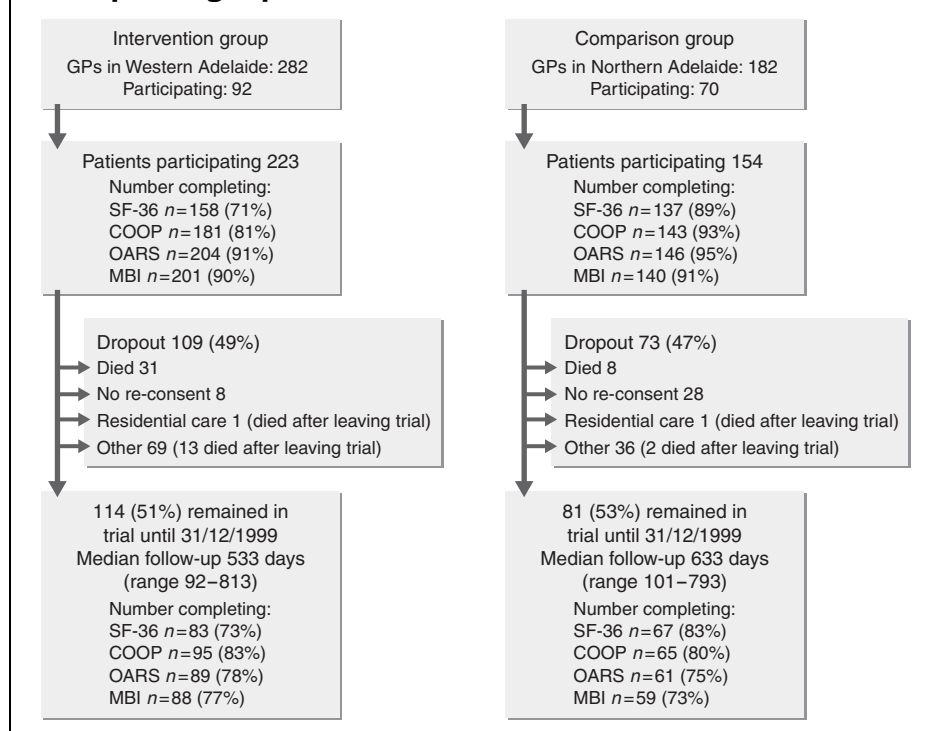 Intervention group
GPs in Western Adelaide: 282
Participating: 92
Patients participating 223
Number completing:
SF-36 n=158 (71%)
COOP n=181 (81%)
OARS n=204 (91%)
MBI n=201 (90%)
Dropout 109 (49%)
Died 31
No re-consent 8
Residential care 1 (died after leaving trial)
Other 69 (13 died after leaving trial)
114 (51%) remained in
trial until 31/12/1999
Median follow-up 533 days
(range 92–813)
Number completing:
SF-36 n=83 (73%)
COOP n=95 (83%)
OARS n=89 (78%)
MBI n=88 (77%)
Comparison group
GPs in Northern Adelaide: 182
Participating: 70
Patients participating 154
Number completing:
SF-36 n=137 (89%)
COOP n=143 (93%)
OARS n=146 (95%)
MBI n=140 (91%)
Dropout 73 (47%)
Died 8
No re-consent 28
Residential care 1 (died after leaving trial)
Other 36 (2 died after leaving trial)
81 (53%) remained in
trial until 31/12/1999
Median follow-up 633 days
(range 101–793)
Number completing:
SF-36 n=67 (83%)
COOP n=65 (80%)
OARS n=61 (75%)
MBI n=59 (73%)